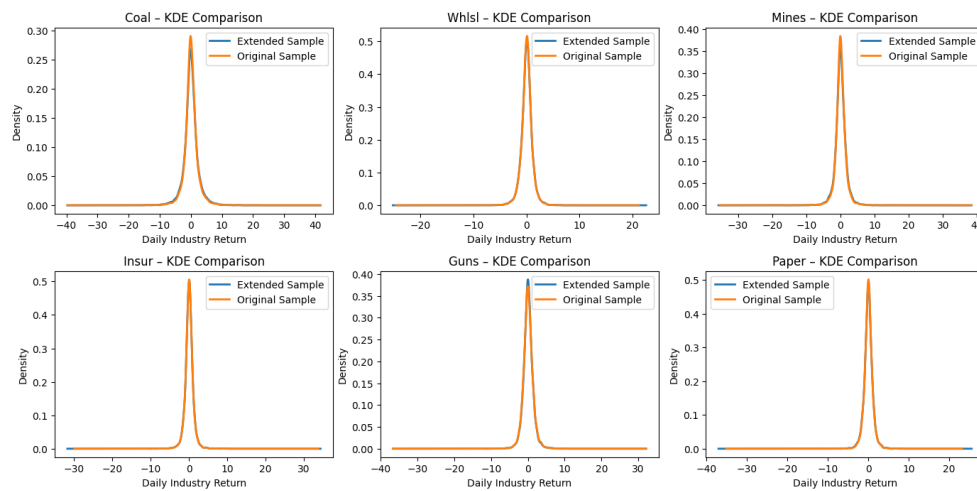 Coal – KDE Comparison
Extended Sample
Original Sample
Density
0.30
0.25
0.20
0.15
0.10
0.05
0.00
−40 −30 −20 −10 0 10 20 30 40
Daily Industry Return
Whlsl – KDE Comparison
Extended Sample
Original Sample
Density
0.5
0.4
0.3
0.2
0.1
0.0
−20 −10 0 10 20
Daily Industry Return
Mines – KDE Comparison
Extended Sample
Original Sample
Density
0.40
0.35
0.30
0.25
0.20
0.15
0.10
0.05
0.00
−30 −20 −10 0 10 20 30
Daily Industry Return
Insur – KDE Comparison
Extended Sample
Original Sample
Density
0.5
0.4
0.3
0.2
0.1
0.0
−30 −20 −10 0 10 20 30
Daily Industry Return
Guns – KDE Comparison
Extended Sample
Original Sample
Density
0.40
0.35
0.30
0.25
0.20
0.15
0.10
0.05
0.00
−40 −30 −20 −10 0 10 20 30
Daily Industry Return
Paper – KDE Comparison
Extended Sample
Original Sample
Density
0.5
0.4
0.3
0.2
0.1
0.0
−40 −30 −20 −10 0 10 20
Daily Industry Return